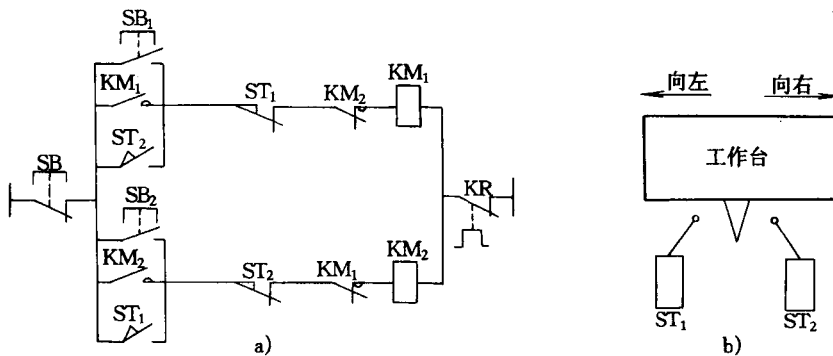 SB₁
KM₁
ST₂
SB
SB₂
KM₂
ST₁
ST₁
KM₂
KM₁
KR
ST₂
KM₁
KM₂
a)
向左
向右
工作台
ST₁
ST₂
b)